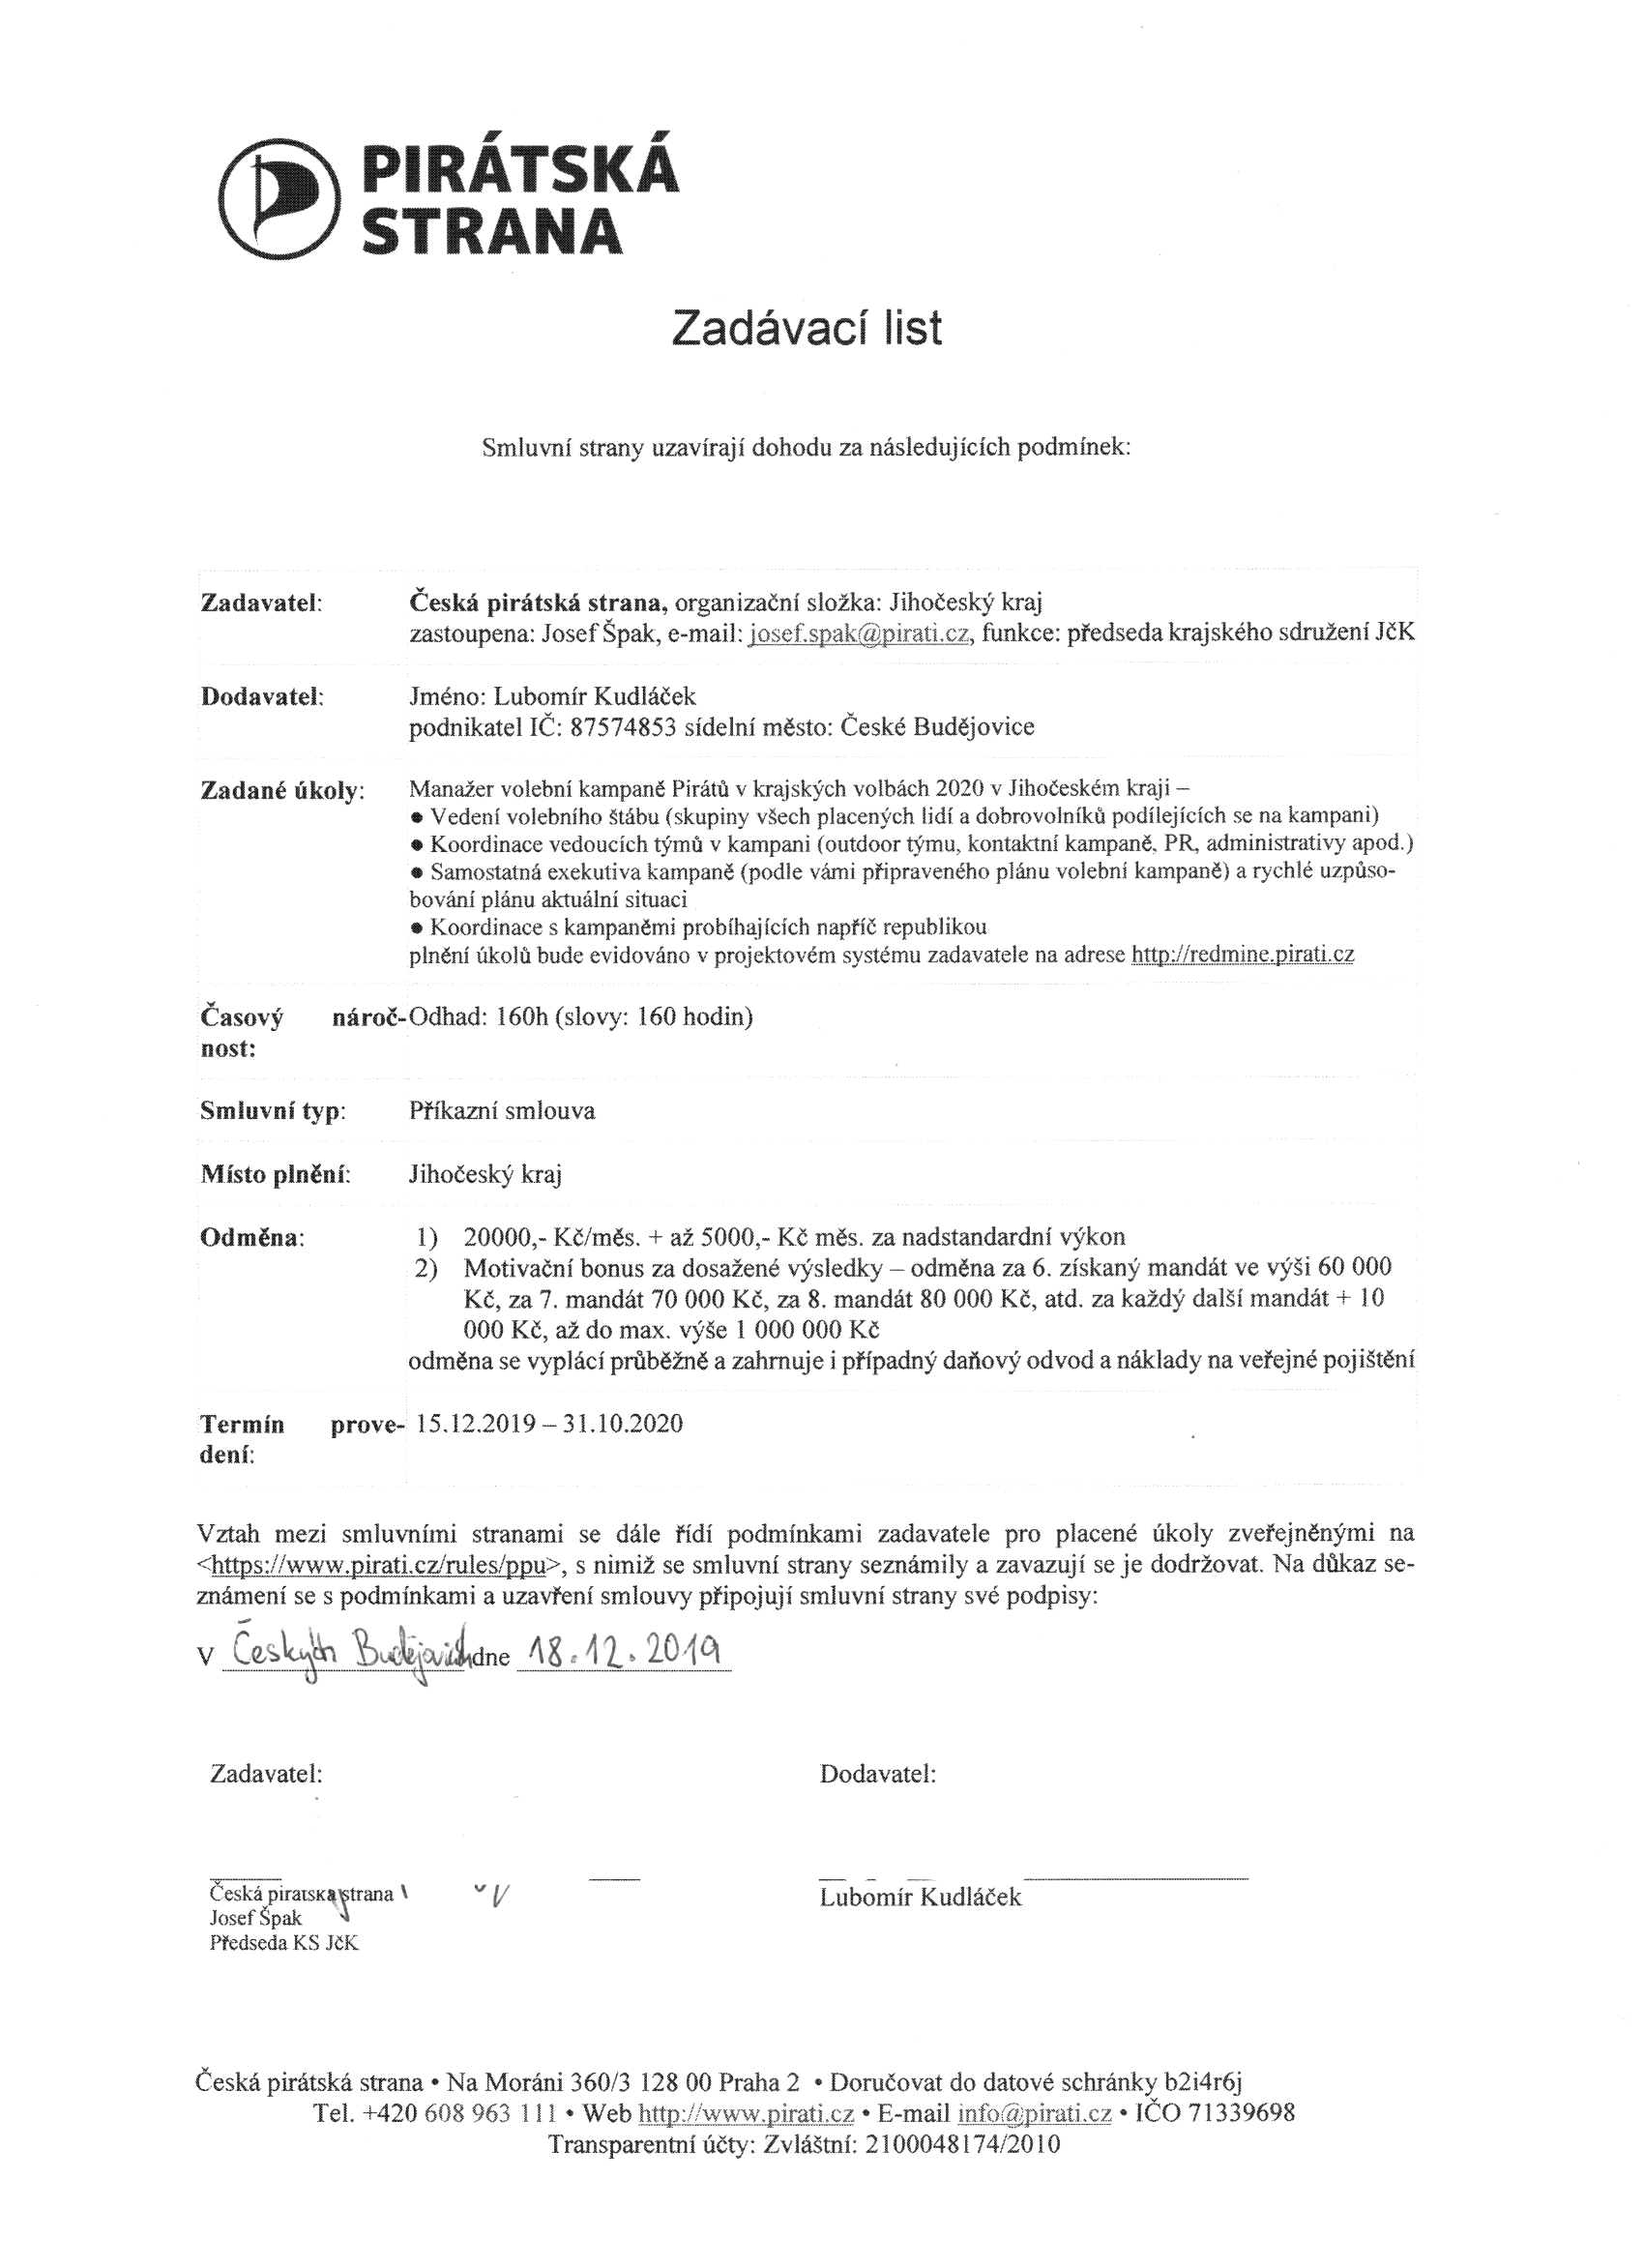 PIRÁTSKÁ
STRANA
Zadávací list
Smluvní strany uzavírají dohodu za následujících podmínek:
Zadavatel: Česká pirátská strana, organizační složka: Jihočeský kraj
zastoupena: Josef Špak, e-mail: josef.spak@pirati.cz, funkce: předseda krajského sdružení JčK
Dodavatel: Jméno: Lubomír Kudláček
podnikatel IČ: 87574853 sídelní město: České Budějovice
Zadané úkoly: Manažer volební kampaně Pirátů v krajských volbách 2020 v Jihočeském kraji –
● Vedení volebního štábu (skupiny všech placených lidí a dobrovolníků podílejících se na kampani)
● Koordinace vedoucích týmů v kampani (outdoor týmu, kontaktní kampaně, PR, administrativy apod.)
● Samostatná exekutiva kampaně (podle vámi připraveného plánu volební kampaně) a rychlé uzpůso-
bování plánu aktuální situaci
● Koordinace s kampaněmi probíhajících napříč republikou
plnění úkolů bude evidováno v projektovém systému zadavatele na adrese http://redmine.pirati.cz
Časový nároč- Odhad: 160h (slovy: 160 hodin)
nost:
Smluvní typ: Příkazní smlouva
Místo plnění: Jihočeský kraj
Odměna: 1) 20000,- Kč/měs. + až 5000,- Kč měs. za nadstandardní výkon
2) Motivační bonus za dosažené výsledky – odměna za 6. získaný mandát ve výši 60 000
Kč, za 7. mandát 70 000 Kč, za 8. mandát 80 000 Kč, atd. za každý další mandát + 10
000 Kč, až do max. výše 1 000 000 Kč
odměna se vyplácí průběžně a zahrnuje i případný daňový odvod a náklady na veřejné pojištění
Termín prove- 15.12.2019 – 31.10.2020
dení:
Vztah mezi smluvními stranami se dále řídí podmínkami zadavatele pro placené úkoly zveřejněnými na
<https://www.pirati.cz/rules/ppu>, s nimiž se smluvní strany seznámily a zavazují se je dodržovat. Na důkaz se-
známení se s podmínkami a uzavření smlouvy připojují smluvní strany své podpisy:
V Českých Budějovicích dne 18.12.2019
Zadavatel: Dodavatel:
Česká pirátská strana Lubomír Kudláček
Josef Špak
Předseda KS JčK
Česká pirátská strana • Na Moráni 360/3 128 00 Praha 2 • Doručovat do datové schránky b2i4r6j
Tel. +420 608 963 111 • Web http://www.pirati.cz • E-mail info@pirati.cz • IČO 71339698
Transparentní účty: Zvláštní: 2100048174/2010